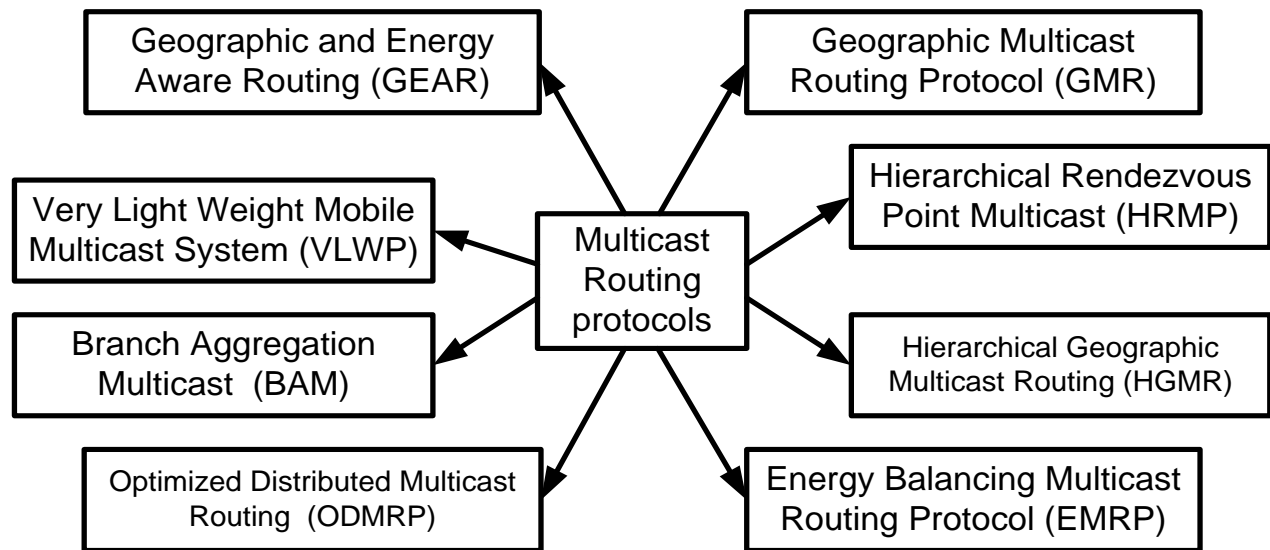 Geographic and Energy
Aware Routing (GEAR)
Geographic Multicast
Routing Protocol (GMR)
Very Light Weight Mobile
Multicast System (VLWP)
Hierarchical Rendezvous
Point Multicast (HRMP)
Multicast
Routing
protocols
Branch Aggregation
Multicast  (BAM)
Hierarchical Geographic
Multicast Routing (HGMR)
Optimized Distributed Multicast
Routing  (ODMRP)
Energy Balancing Multicast
Routing Protocol (EMRP)